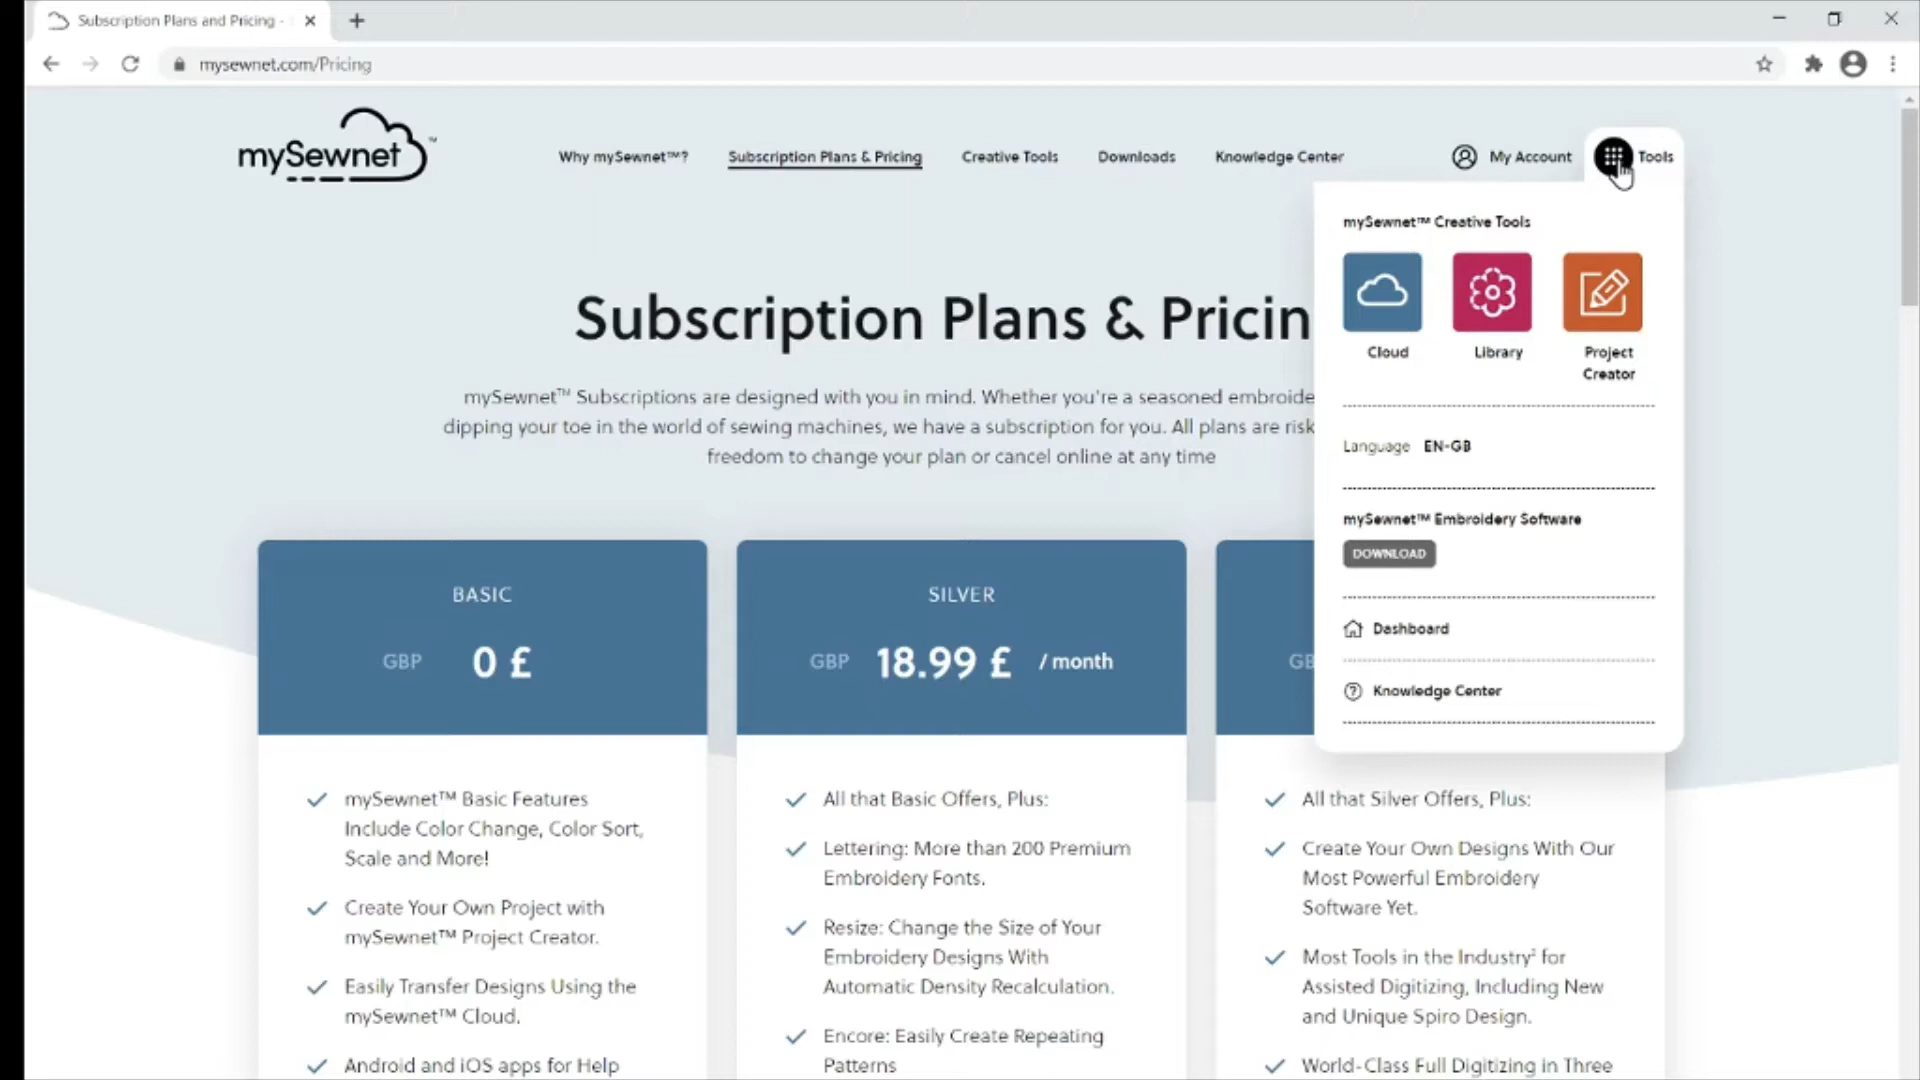 Subscription Plans and Pricing -
mysewnet.com/Pricing
mySewnet™
Why mySewnet™?
Subscription Plans & Pricing
Creative Tools
Downloads
Knowledge Center
My Account
Tools
mySewnet™ Creative Tools
Cloud
Library
Project
Creator
Language EN-GB
mySewnet™ Embroidery Software
DOWNLOAD
Dashboard
Knowledge Center
Subscription Plans & Pricin
mySewnet™ Subscriptions are designed with you in mind. Whether you're a seasoned embroide
dipping your toe in the world of sewing machines, we have a subscription for you. All plans are risk
freedom to change your plan or cancel online at any time
BASIC
GBP 0 £
mySewnet™ Basic Features
Include Color Change, Color Sort,
Scale and More!
Create Your Own Project with
mySewnet™ Project Creator.
Easily Transfer Designs Using the
mySewnet™ Cloud.
Android and iOS apps for Help
SILVER
GBP 18.99 £ / month
All that Basic Offers, Plus:
Lettering: More than 200 Premium
Embroidery Fonts.
Resize: Change the Size of Your
Embroidery Designs With
Automatic Density Recalculation.
Encore: Easily Create Repeating
Patterns
GB
All that Silver Offers, Plus:
Create Your Own Designs With Our
Most Powerful Embroidery
Software Yet.
Most Tools in the Industry² for
Assisted Digitizing, Including New
and Unique Spiro Design.
World-Class Full Digitizing in Three